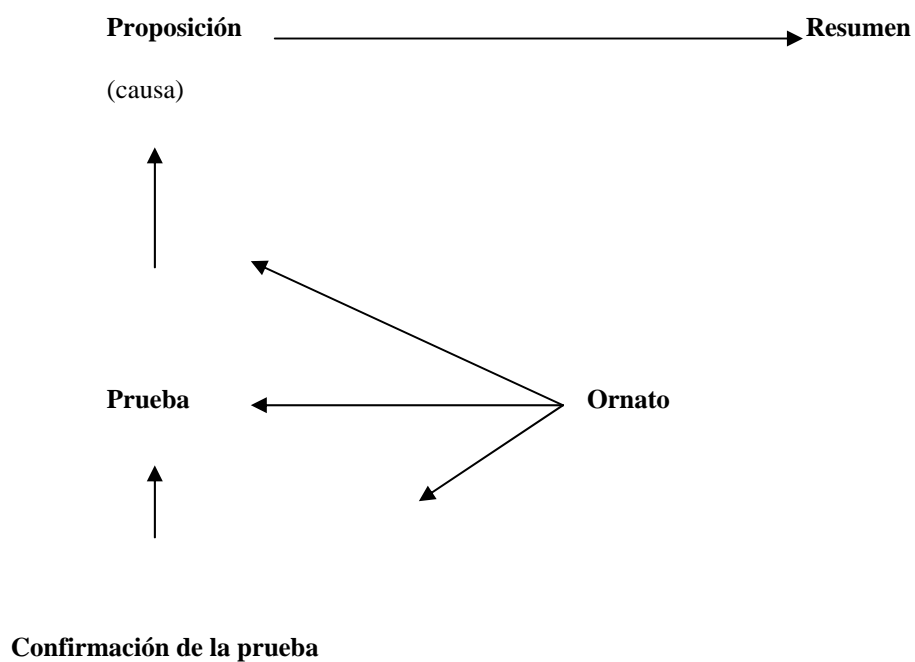 Proposición Resumen
(causa)
Prueba Ornato
Confirmación de la prueba